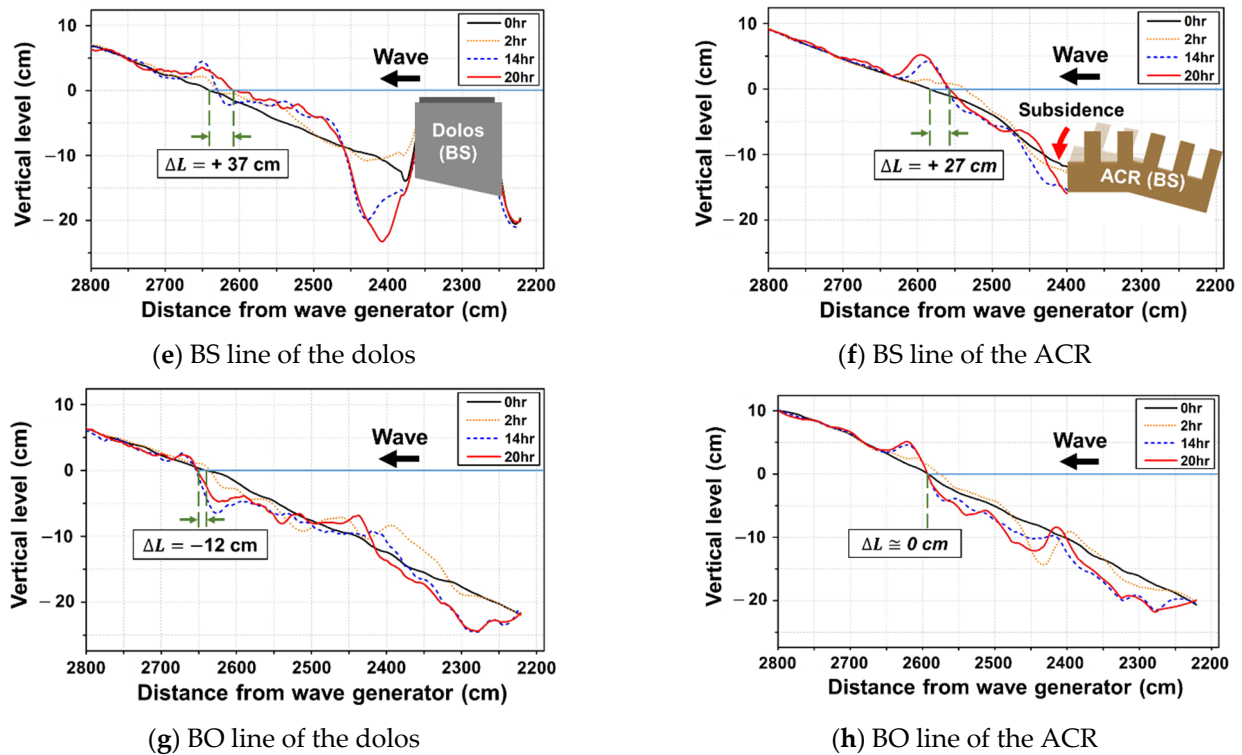 Vertical level (cm)
10
0
−10
−20
0hr
2hr
14hr
20hr
Wave
Dolos
(BS)
ΔL = + 37 cm
2800 2700 2600 2500 2400 2300 2200
Distance from wave generator (cm)
(e) BS line of the dolos
Vertical level (cm)
10
0
−10
−20
0hr
2hr
14hr
20hr
Wave
Subsidence
ACR (BS)
ΔL = + 27 cm
2800 2700 2600 2500 2400 2300 2200
Distance from wave generator (cm)
(f) BS line of the ACR
Vertical level (cm)
10
0
−10
−20
0hr
2hr
14hr
20hr
Wave
ΔL = −12 cm
2800 2700 2600 2500 2400 2300 2200
Distance from wave generator (cm)
(g) BO line of the dolos
Vertical level (cm)
10
0
−10
−20
0hr
2hr
14hr
20hr
Wave
ΔL ≅ 0 cm
2800 2700 2600 2500 2400 2300 2200
Distance from wave generator (cm)
(h) BO line of the ACR